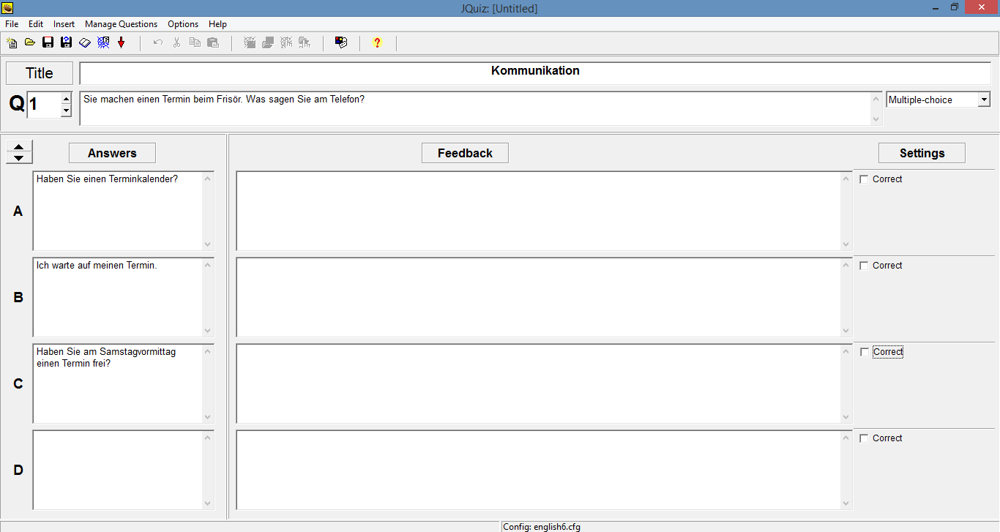 JQuiz: [Untitled]
File Edit Insert Manage Questions Options Help
Title
Kommunikation
Q 1
Sie machen einen Termin beim Frisör. Was sagen Sie am Telefon?
Multiple-choice
Answers
Feedback
Settings
A
Haben Sie einen Terminkalender?
Correct
B
Ich warte auf meinen Termin.
Correct
C
Haben Sie am Samstagvormittag
einen Termin frei?
Correct
D
Correct
Config: english6.cfg